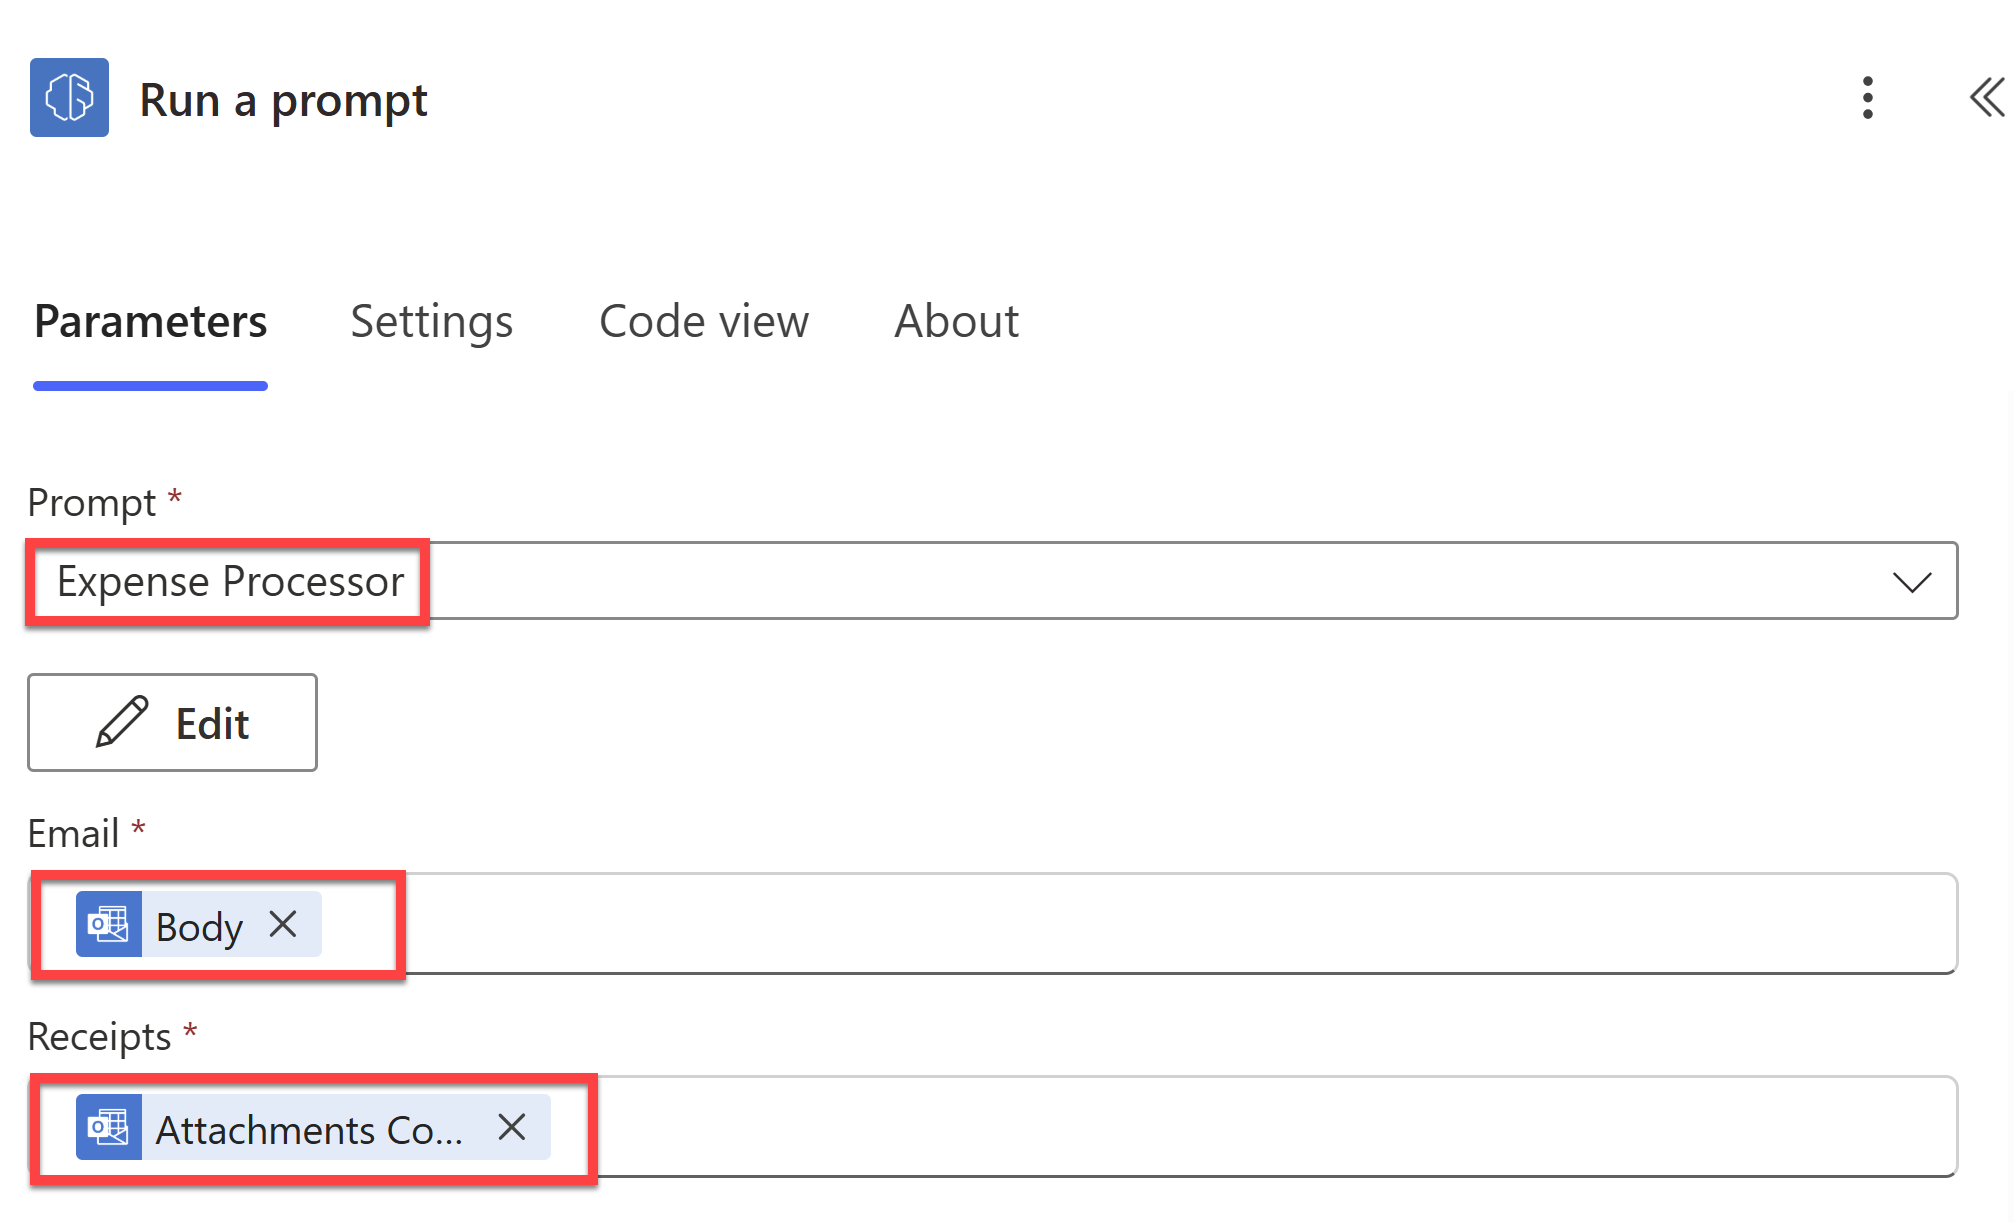 Run a prompt
Parameters Settings Code view About
Prompt *
Expense Processor
Edit
Email *
Body
Receipts *
Attachments Co...